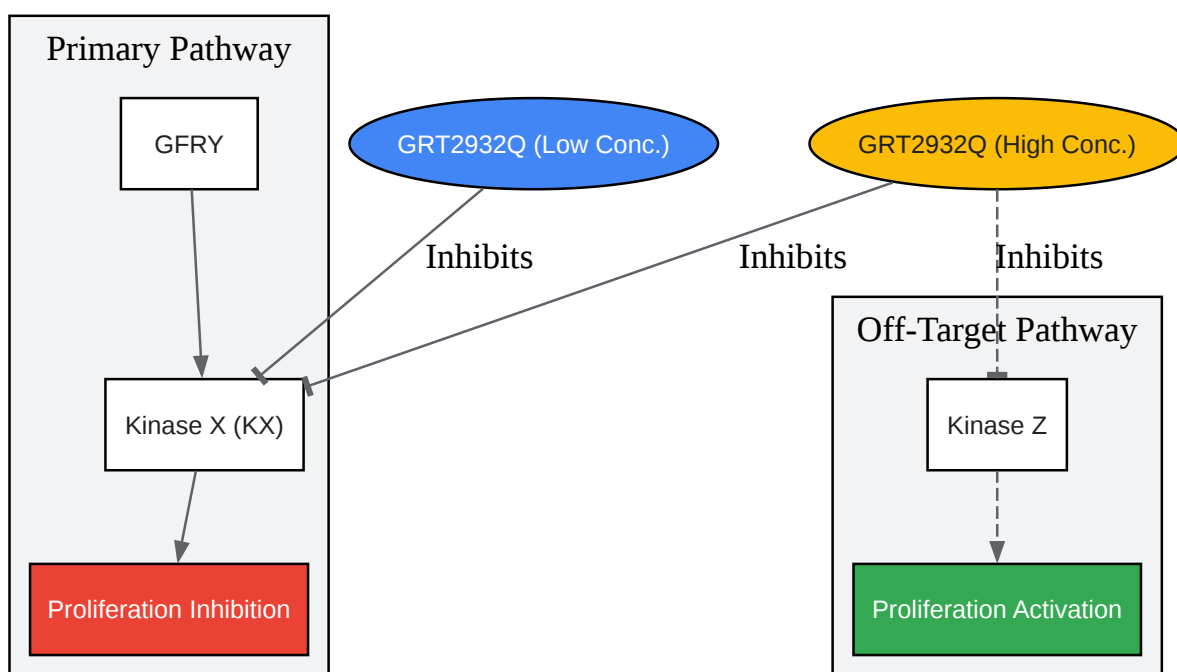 Primary Pathway
GFRY
GRT2932Q (Low Conc.)
GRT2932Q (High Conc.)
Inhibits
Inhibits
Inhibits
Off-Target Pathway
Kinase X (KX)
Kinase Z
Proliferation Inhibition
Proliferation Activation